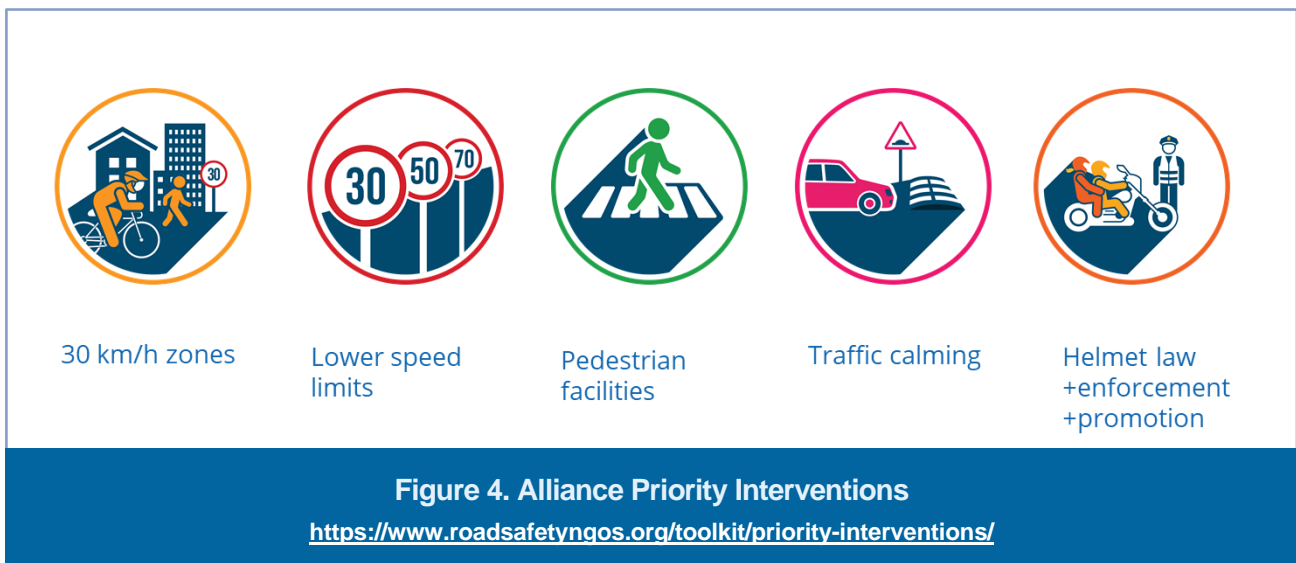 30
30
50
70
30 km/h zones
Lower speed
limits
Pedestrian
facilities
Traffic calming
Helmet law
+enforcement
+promotion
Figure 4. Alliance Priority Interventions
https://www.roadsafetyngos.org/toolkit/priority-interventions/